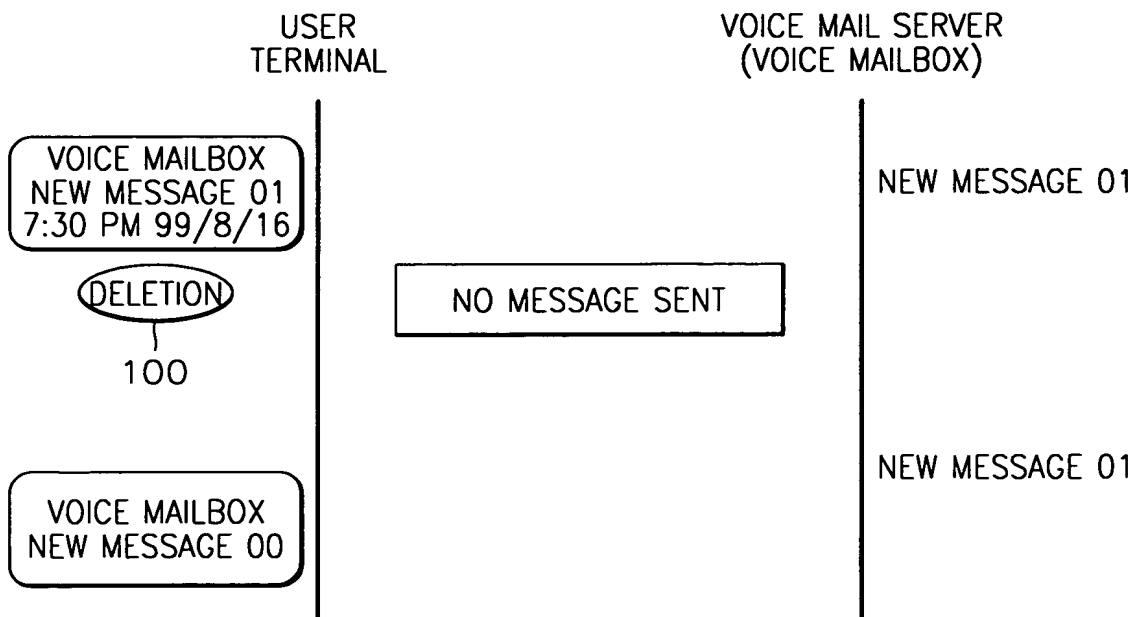 USER
TERMINAL
VOICE MAIL SERVER
(VOICE MAILBOX)
VOICE MAILBOX
NEW MESSAGE 01
7:30 PM 99/8/16
NEW MESSAGE 01
DELETION
NO MESSAGE SENT
100
NEW MESSAGE 01
VOICE MAILBOX
NEW MESSAGE 00